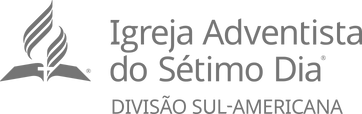 Igreja Adventista
do Sétimo Dia®
DIVISÃO SUL-AMERICANA